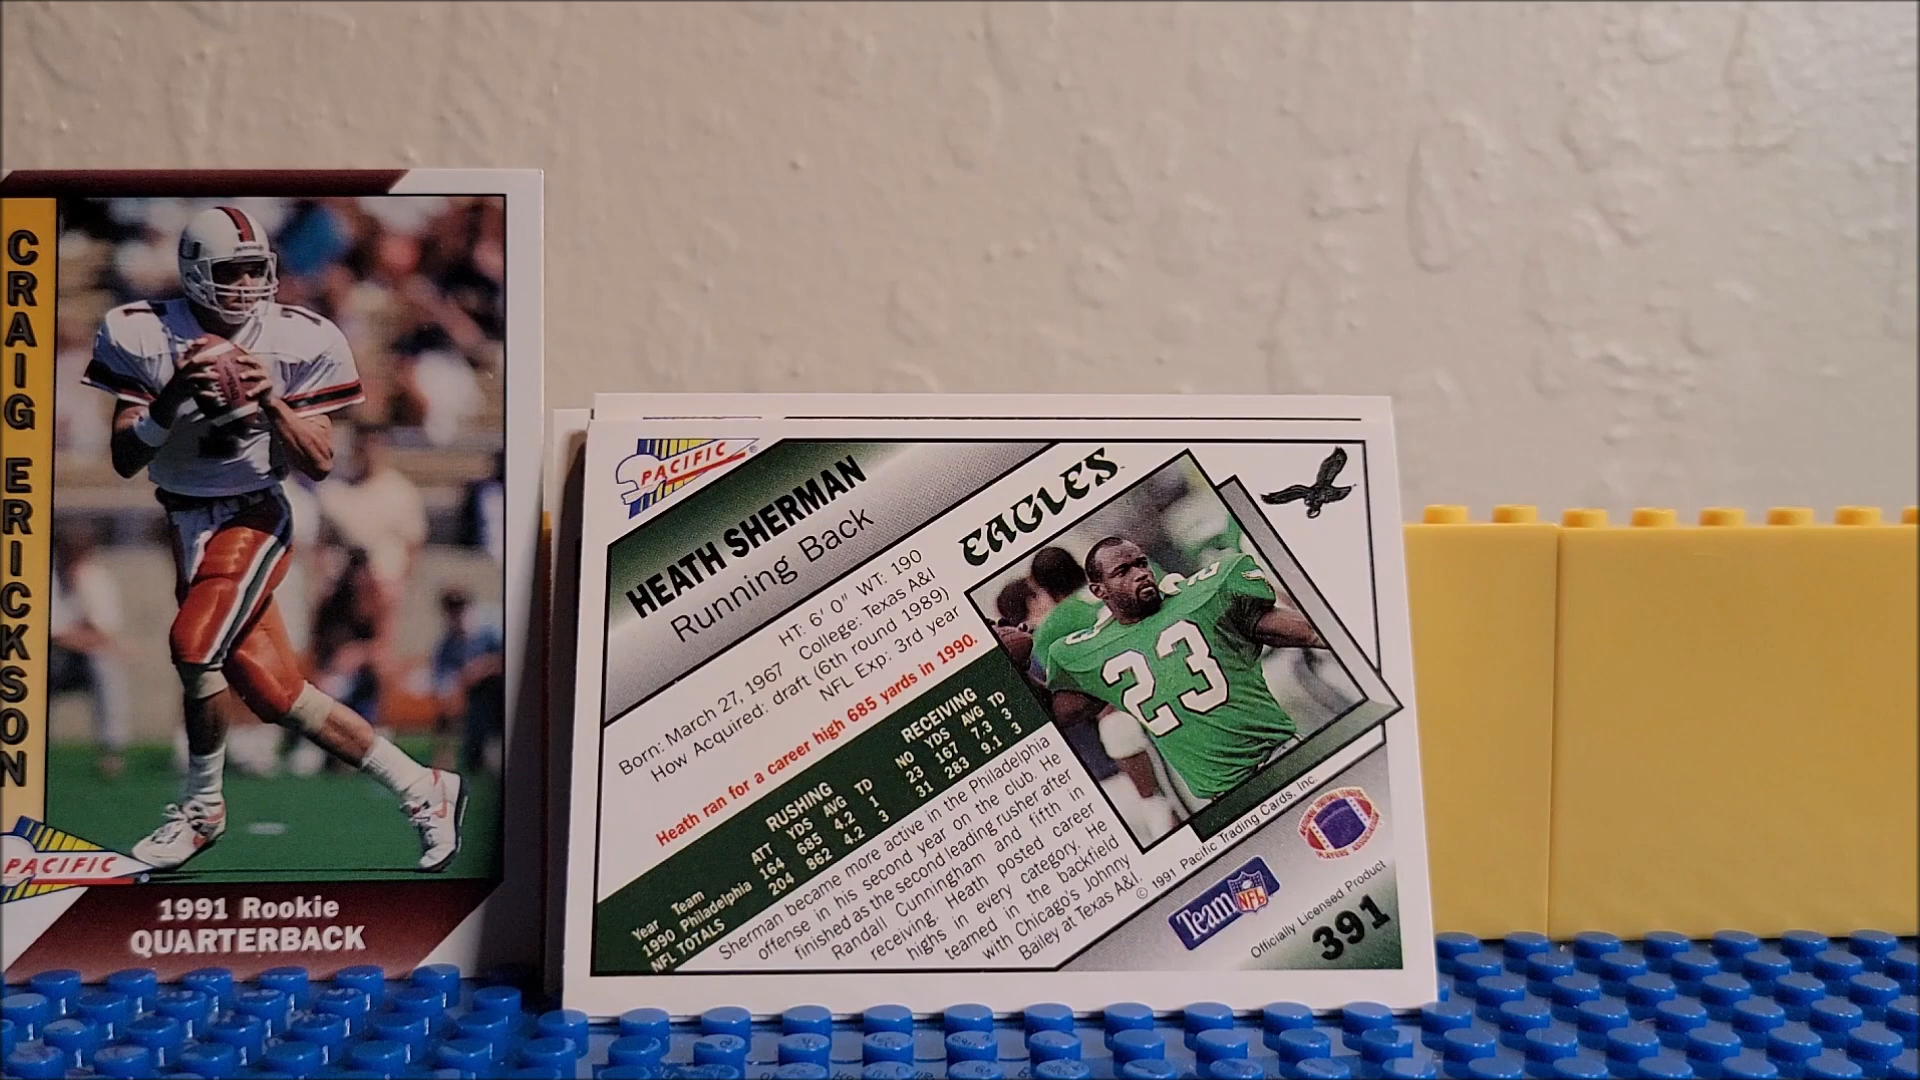 CRAIG ERICKSON
PACIFIC
1991 Rookie
QUARTERBACK
PACIFIC
HEATH SHERMAN
Running Back
EAGLES
HT: 6' 0" WT: 190
Born: March 27, 1967 College: Texas A&I
How Acquired: draft (6th round 1989)
NFL Exp: 3rd year
Heath ran for a career high 685 yards in 1990.
RUSHING RECEIVING
Year Team ATT YDS AVG TD NO YDS AVG TD
1990 Philadelphia 164 685 4.2 1 23 167 7.3 3
NFL TOTALS 204 862 4.2 3 31 283 9.1 3
Sherman became more active in the Philadelphia
offense in his second year on the club. He
finished as the second leading rusher after
Randall Cunningham and fifth in
receiving. Heath posted career
highs in every category. He
teamed in the backfield
with Chicago's Johnny
Bailey at Texas A&I.
23
© 1991 Pacific Trading Cards, Inc.
Team NFL
Officially Licensed Product
391